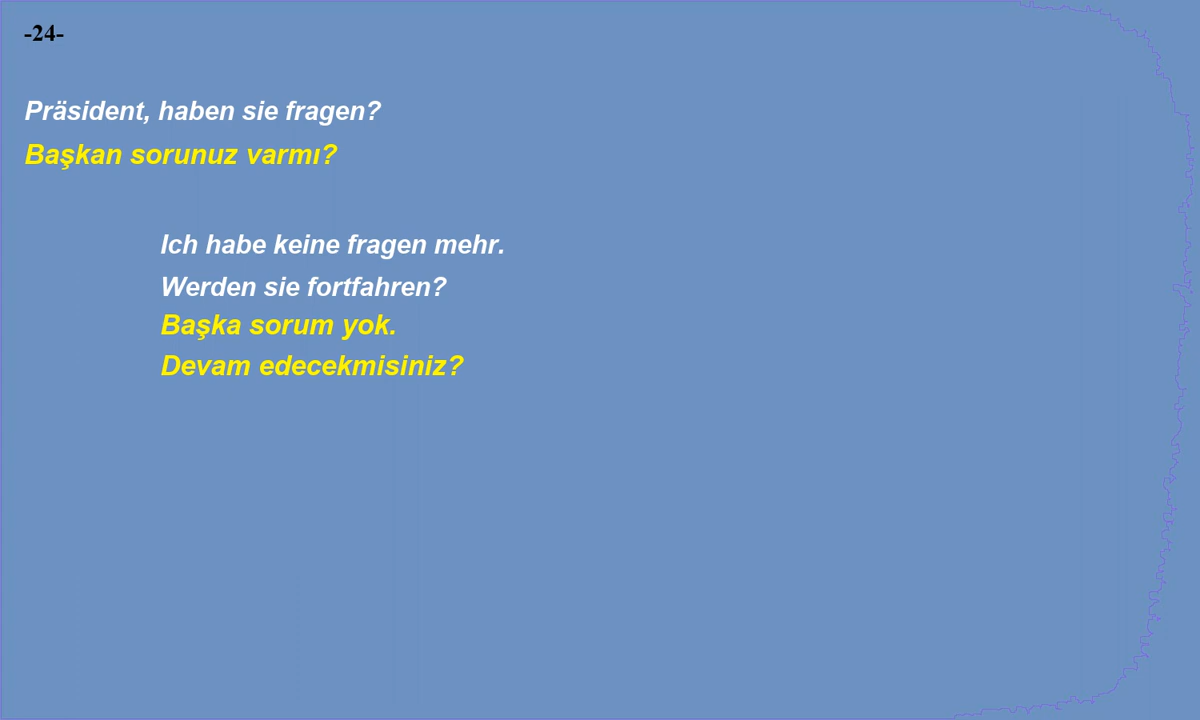 -24-
Präsident, haben sie fragen?
Başkan sorunuz varmı?
Ich habe keine fragen mehr.
Werden sie fortfahren?
Başka sorum yok.
Devam edecekmisiniz?